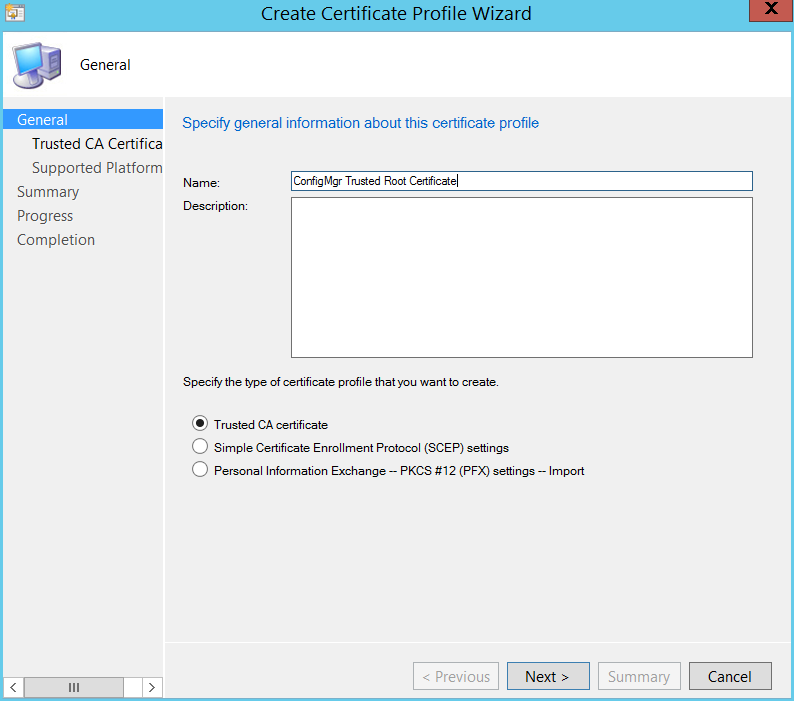 Create Certificate Profile Wizard
X
General
General
Trusted CA Certifica
Supported Platform
Summary
Progress
Completion
Specify general information about this certificate profile
Name:
ConfigMgr Trusted Root Certificate
Description:
Specify the type of certificate profile that you want to create.
Trusted CA certificate
Simple Certificate Enrollment Protocol (SCEP) settings
Personal Information Exchange -- PKCS #12 (PFX) settings -- Import
< Previous
Next >
Summary
Cancel